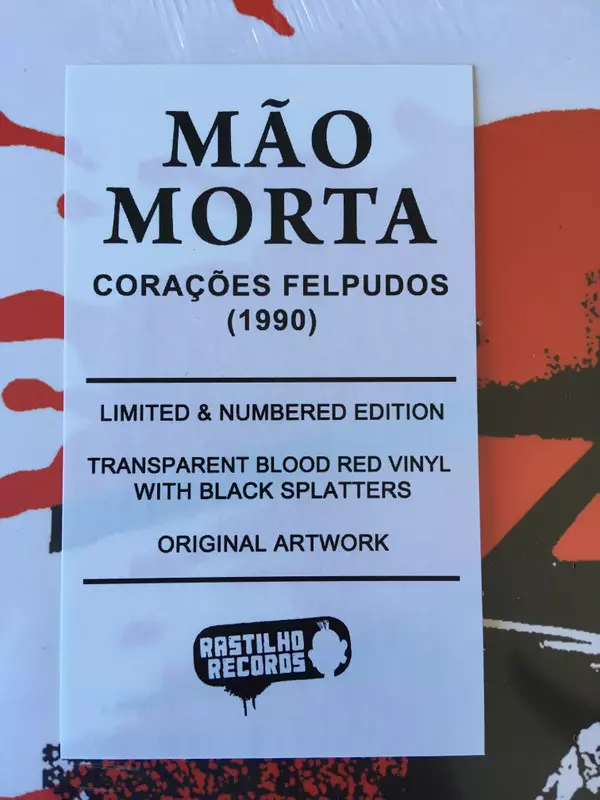 MÃO
MORTA
CORAÇÕES FELPUDOS
(1990)
LIMITED & NUMBERED EDITION
TRANSPARENT BLOOD RED VINYL
WITH BLACK SPLATTERS
ORIGINAL ARTWORK
RASTILHO
RECORDS